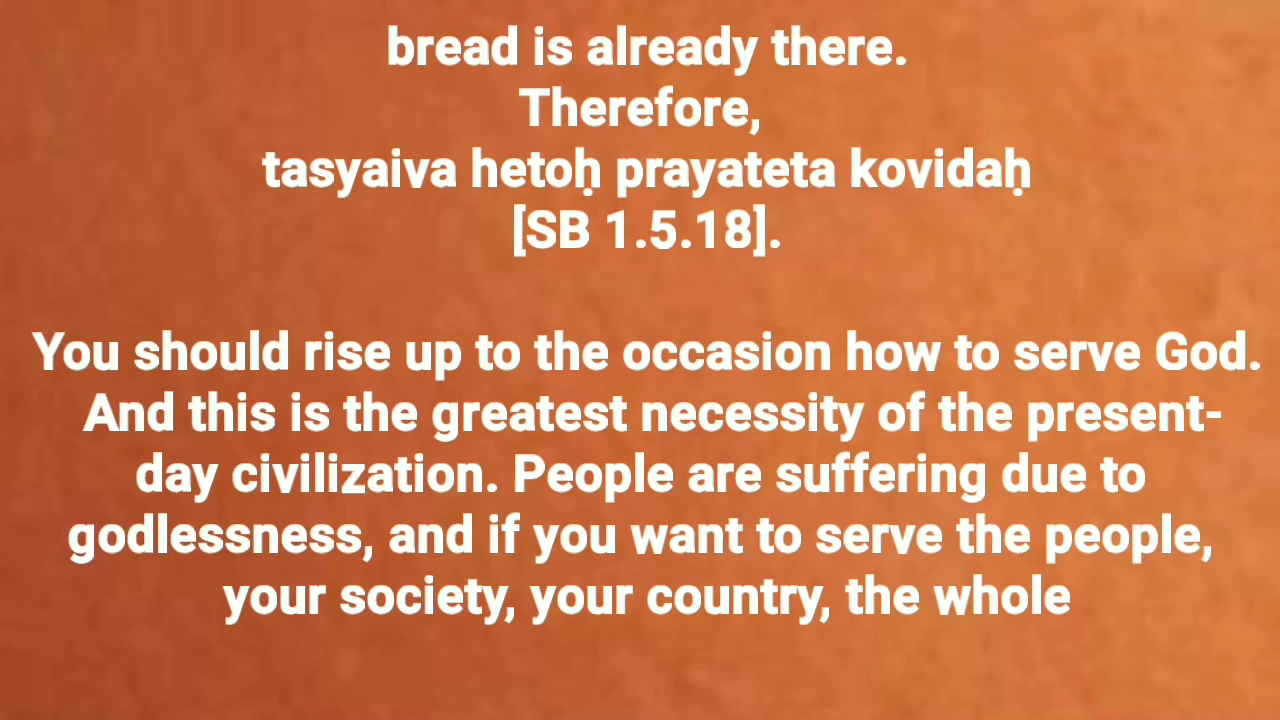 bread is already there.
Therefore,
tasyaiva hetoḥ prayateta kovidaḥ
[SB 1.5.18].
You should rise up to the occasion how to serve God.
And this is the greatest necessity of the present-
day civilization. People are suffering due to
godlessness, and if you want to serve the people,
your society, your country, the whole